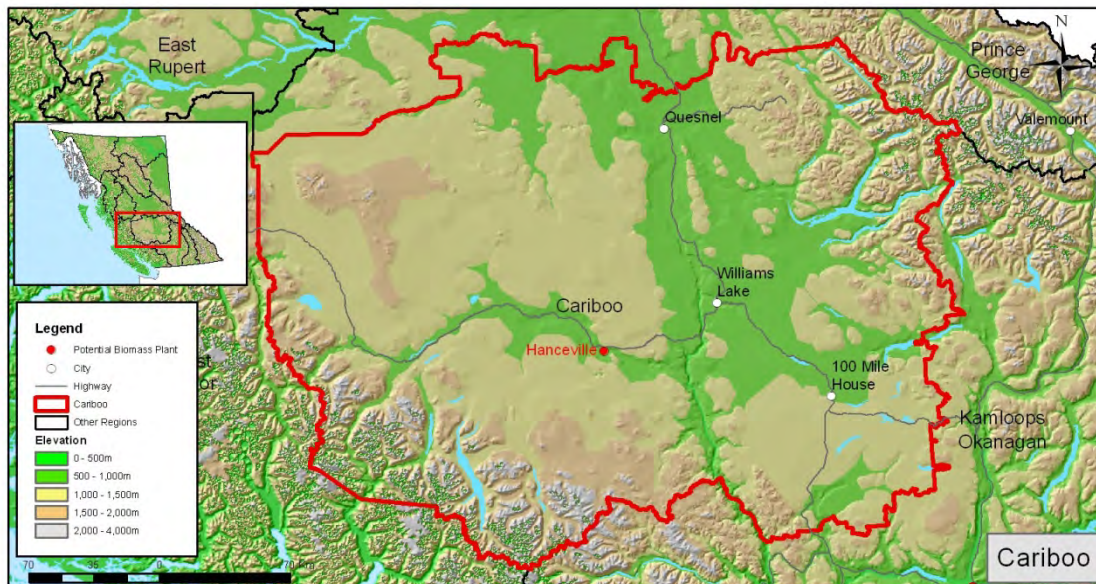 East
Rupert
N
Prince
George
Quesnel
Valemount
Williams
Lake
Cariboo
Hanceville
100 Mile
House
Kamloops
Okanagan
Legend
Potential Biomass Plant
City
Highway
Cariboo
Other Regions
Elevation
0 - 500m
500 - 1,000m
1,000 - 1,500m
1,500 - 2,000m
2,000 - 4,000m
70 35 0 70 Km
Cariboo